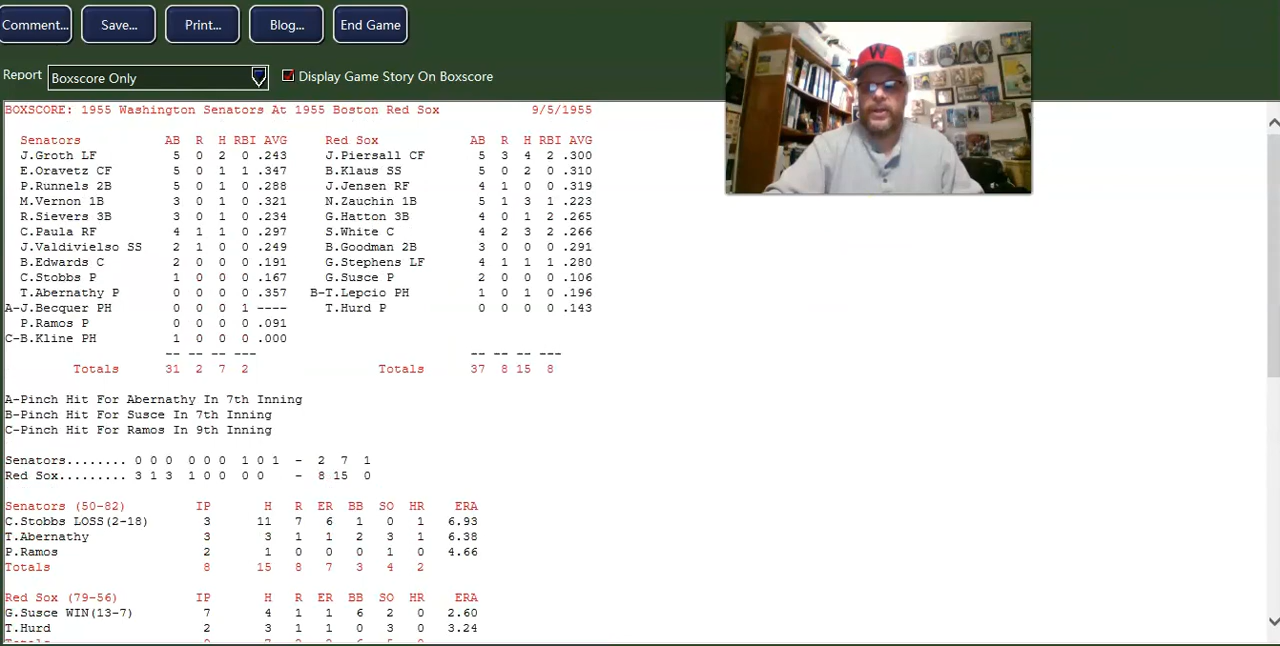 Comment... Save... Print... Blog... End Game
Report Boxscore Only Display Game Story On Boxscore
W
BOXSCORE: 1955 Washington Senators At 1955 Boston Red Sox 9/5/1955
Senators AB R H RBI AVG Red Sox AB R H RBI AVG
J.Groth LF 5 0 2 0 .243 J.Piersall CF 5 3 4 2 .300
E.Oravetz CF 5 0 1 1 .347 B.Klaus SS 5 0 2 0 .310
P.Runnels 2B 5 0 1 0 .288 J.Jensen RF 4 1 0 0 .319
M.Vernon 1B 3 0 1 0 .321 N.Zauchin 1B 5 1 3 1 .223
R.Sievers 3B 3 0 1 0 .234 G.Hatton 3B 4 0 1 2 .265
C.Paula RF 4 1 1 0 .297 S.White C 4 2 3 2 .266
J.Valdivielso SS 2 1 0 0 .249 B.Goodman 2B 3 0 0 0 .291
B.Edwards C 2 0 0 0 .191 G.Stephens LF 4 1 1 1 .280
C.Stobbs P 1 0 0 0 .167 G.Susce P 2 0 0 0 .106
T.Abernathy P 0 0 0 0 .357 B-T.Lepcio PH 1 0 1 0 .196
A-J.Becquer PH 0 0 0 1 ---- T.Hurd P 0 0 0 0 .143
P.Ramos P 0 0 0 0 .091
C-B.Kline PH 1 0 0 0 .000
-- -- -- --- -- -- -- ---
Totals 31 2 7 2 Totals 37 8 15 8
A-Pinch Hit For Abernathy In 7th Inning
B-Pinch Hit For Susce In 7th Inning
C-Pinch Hit For Ramos In 9th Inning
Senators........ 0 0 0 0 0 0 1 0 1 - 2 7 1
Red Sox......... 3 1 3 1 0 0 0 0 - 8 15 0
Senators (50-82) IP H R ER BB SO HR ERA
C.Stobbs LOSS(2-18) 3 11 7 6 1 0 1 6.93
T.Abernathy 3 3 1 1 2 3 1 6.38
P.Ramos 2 1 0 0 0 1 0 4.66
Totals 8 15 8 7 3 4 2
Red Sox (79-56) IP H R ER BB SO HR ERA
G.Susce WIN(13-7) 7 4 1 1 6 2 0 2.60
T.Hurd 2 3 1 1 0 3 0 3.24